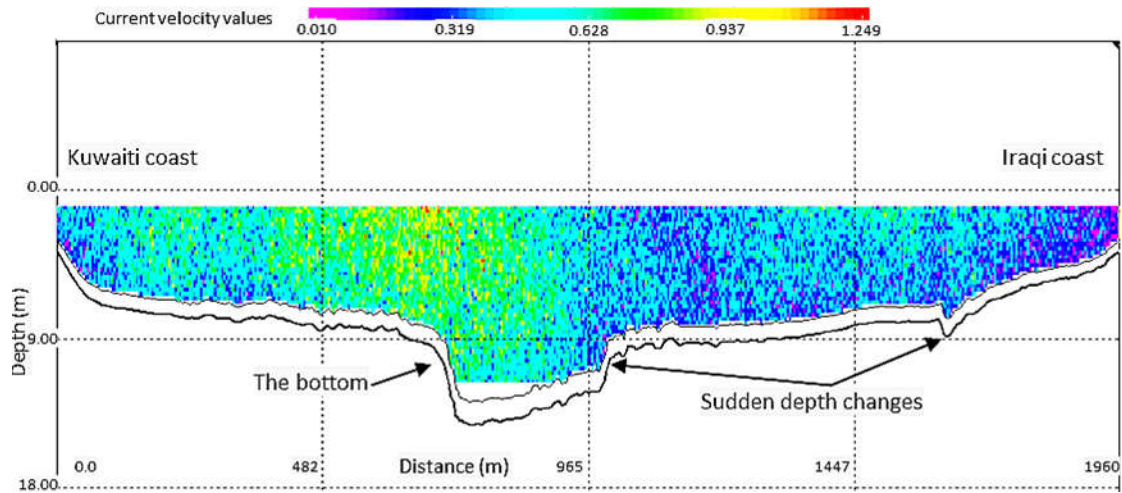 Current velocity values
0.010 0.319 0.628 0.937 1.249
Kuwaiti coast Iraqi coast
0.00
Depth (m)
9.00
The bottom
Sudden depth changes
0.0 482 Distance (m) 965 1447 1960
18.00